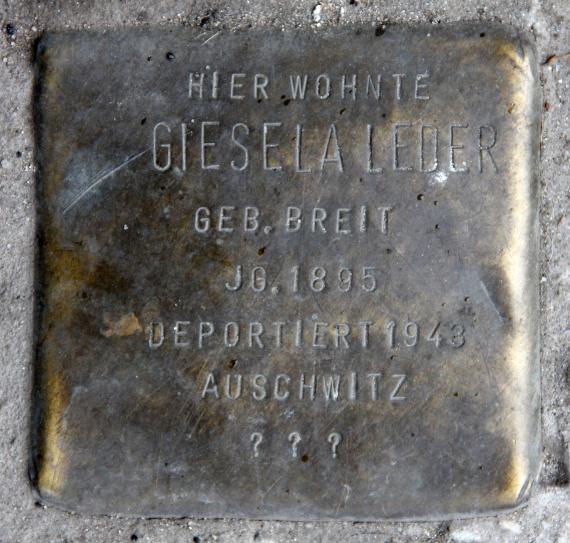 HIER WOHNTE
GIESELA LEDER
GEB. BREIT
JG. 1895
DEPORTIERT 1943
AUSCHWITZ
? ? ?